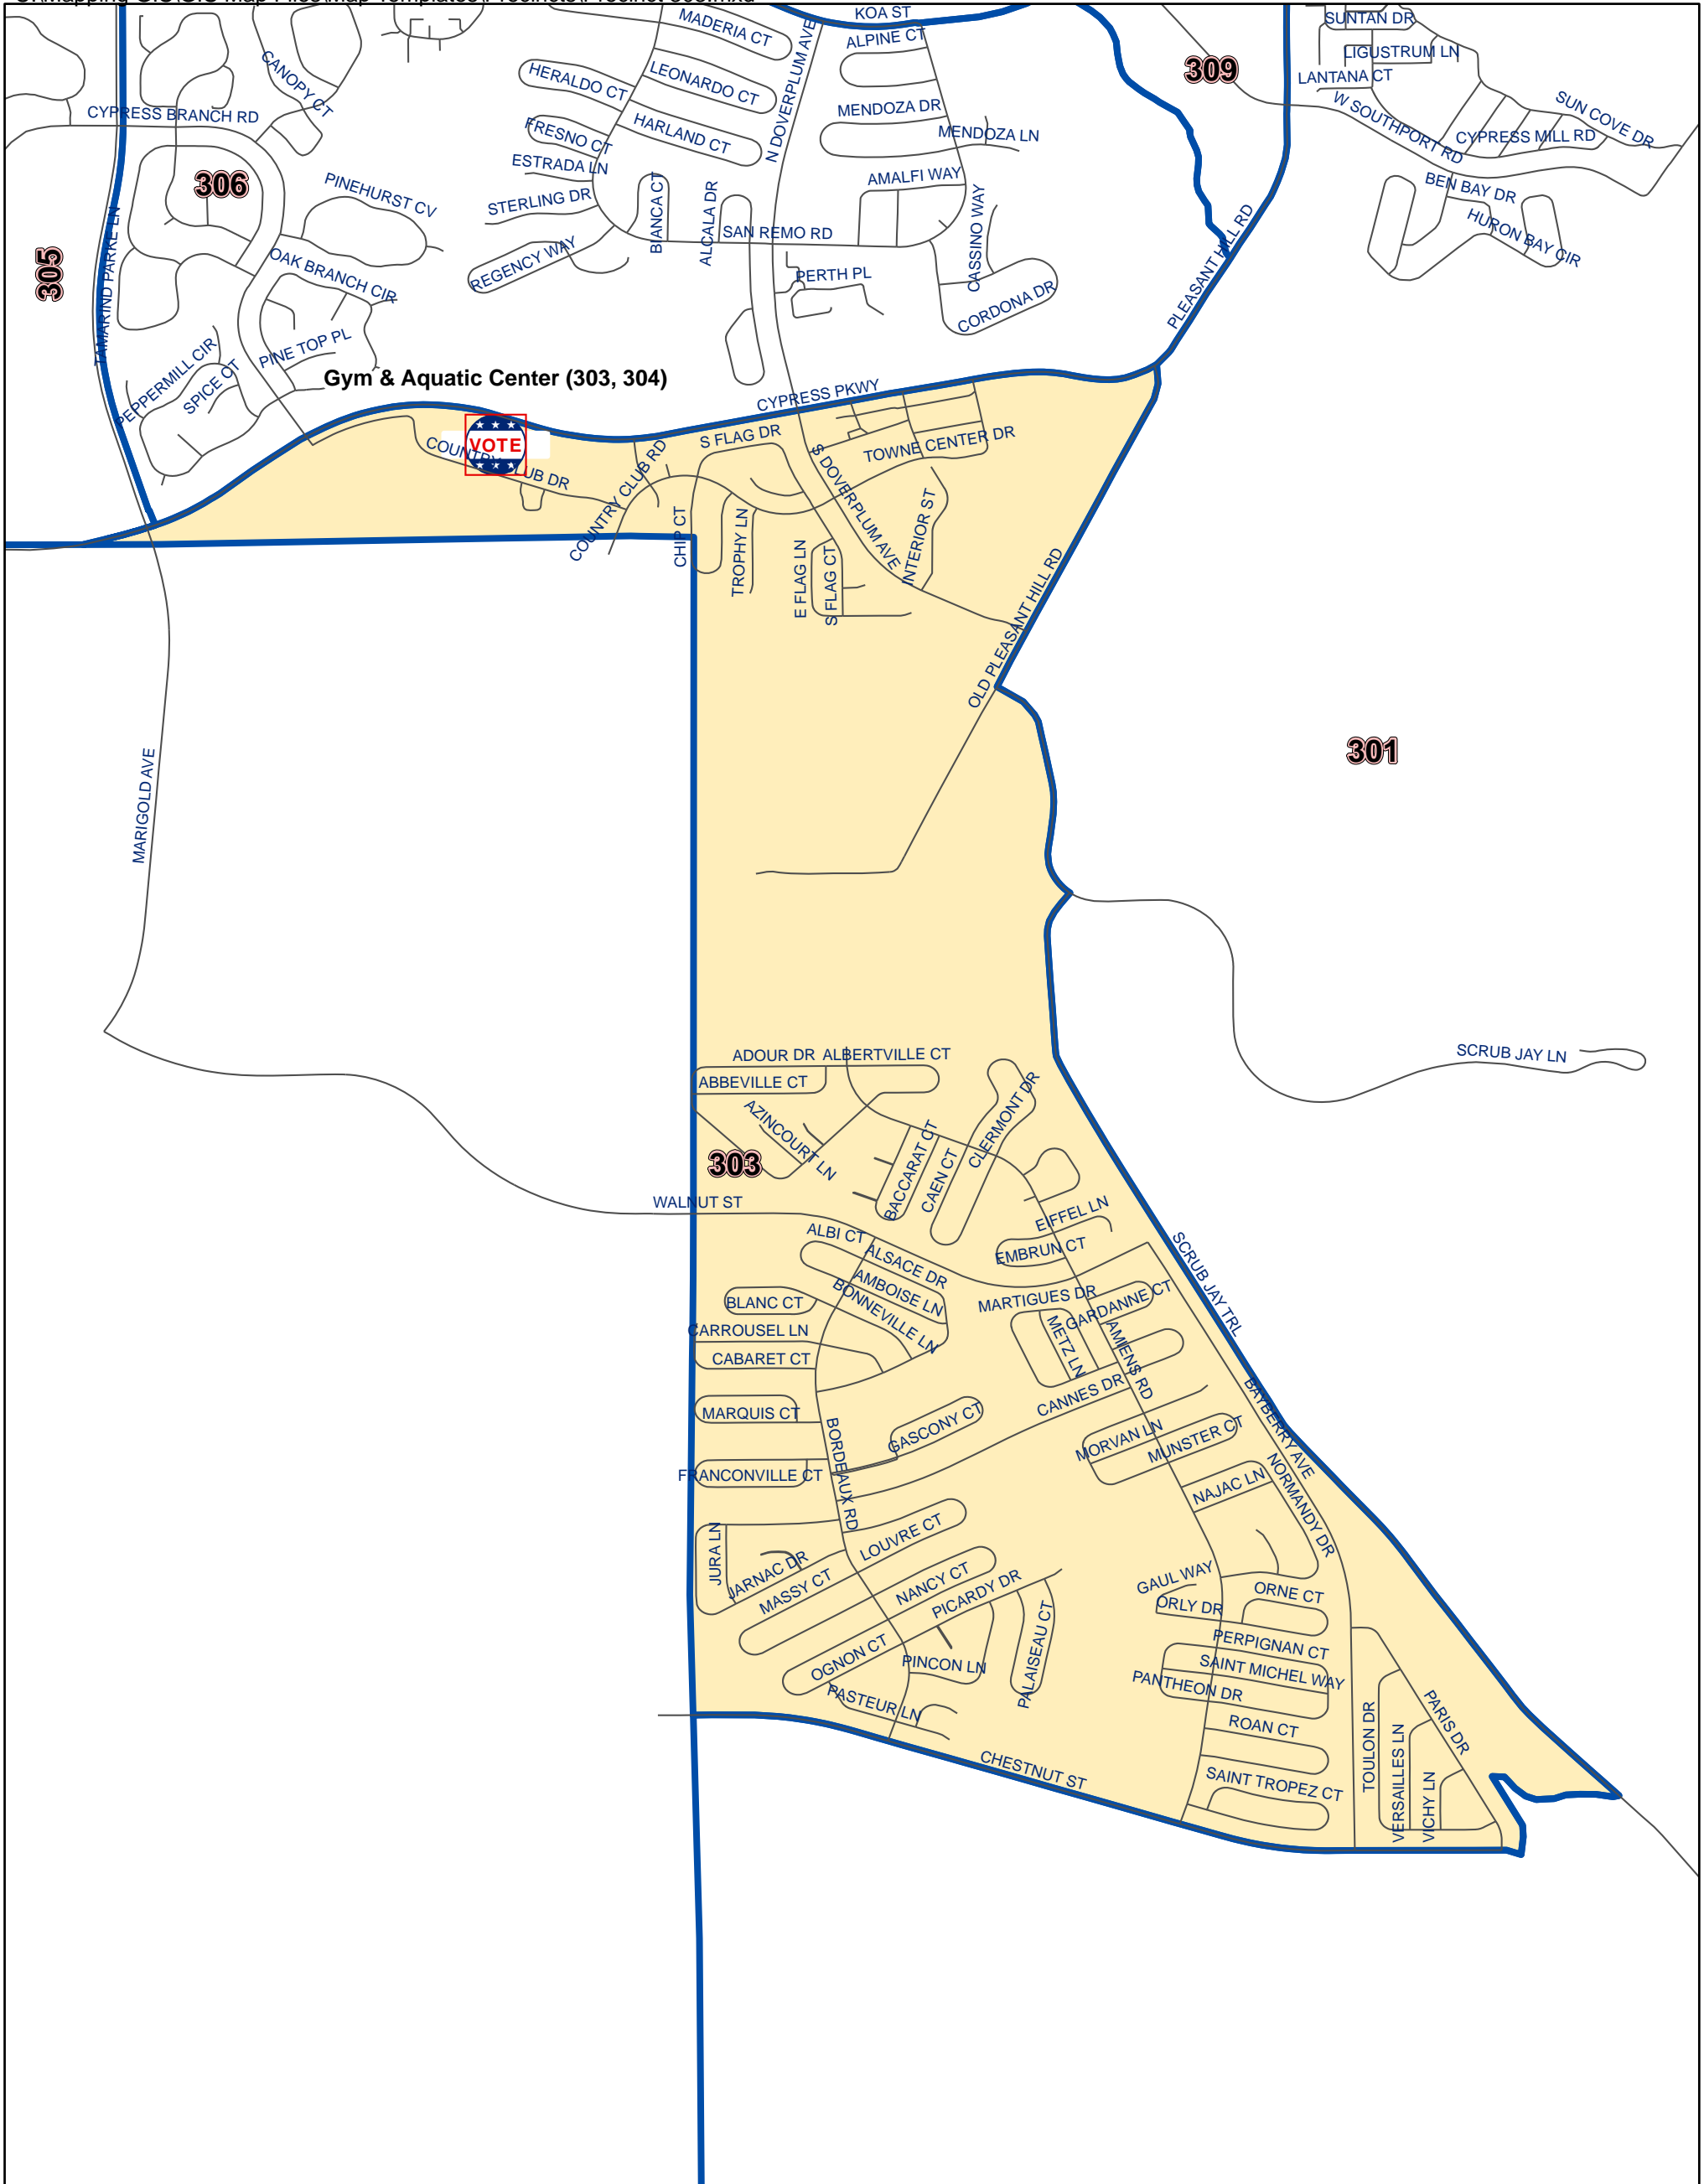 KOA ST
MADERIA CT
ALPINE CT
SUNTAN DR
LIGUSTRUM LN
LANTANA CT
309
CANOPY CT
HERALDO CT
LEONARDO CT
N DOVERPLUM AVE
MENDOZA DR
MENDOZA LN
W SOUTHPORT RD
SUN COVE DR
CYPRESS MILL RD
CYPRESS BRANCH RD
FRESNO CT
HARLAND CT
ESTRADA LN
AMALFI WAY
BEN BAY DR
306
PINEHURST CV
STERLING DR
BIANCA CT
ALCALA DR
SAN REMO RD
CASSINO WAY
HURON BAY CIR
305
TAMARIND PARKE LN
OAK BRANCH CIR
REGENCY WAY
PERTH PL
CORDONA DR
PLEASANT HILL RD
PEPPERMILL CIR
SPICE CT
PINE TOP PL
Gym & Aquatic Center (303, 304)
CYPRESS PKWY
VOTE
COUNTRY CLUB DR
COUNTRY CLUB RD
S FLAG DR
S DOVERPLUM AVE
TOWNE CENTER DR
CHIP CT
TROPHY LN
E FLAG LN
S FLAG CT
INTERIOR ST
OLD PLEASANT HILL RD
MARIGOLD AVE
301
SCRUB JAY LN
ADOUR DR
ALBERTVILLE CT
ABBEVILLE CT
AZINCOURT LN
303
BACCARAT CT
CAEN CT
CLERMONT DR
WALNUT ST
ALBI CT
ALSACE DR
AMBOISE LN
BONNEVILLE LN
EIFFEL LN
EMBRUN CT
SCRUB JAY TRL
BLANC CT
CARROUSEL LN
CABARET CT
MARTIGUES DR
GARDANNE CT
METZ LN
AMIENS RD
CANNES DR
BAYBERRY AVE
MARQUIS CT
BORDEAUX RD
GASCONY CT
MORVAN LN
MUNSTER CT
FRANCONVILLE CT
NAJAC LN
NORMANDY DR
JURA LN
JARNAC DR
MASSY CT
LOUVRE CT
NANCY CT
PICARDY DR
GAUL WAY
ORNE CT
ORLY DR
OGNON CT
PINCON LN
PALAISEAU CT
PERPIGNAN CT
SAINT MICHEL WAY
PANTHEON DR
PASTEUR LN
ROAN CT
TOULON DR
VERSAILLES LN
VICHY LN
PARIS DR
CHESTNUT ST
SAINT TROPEZ CT